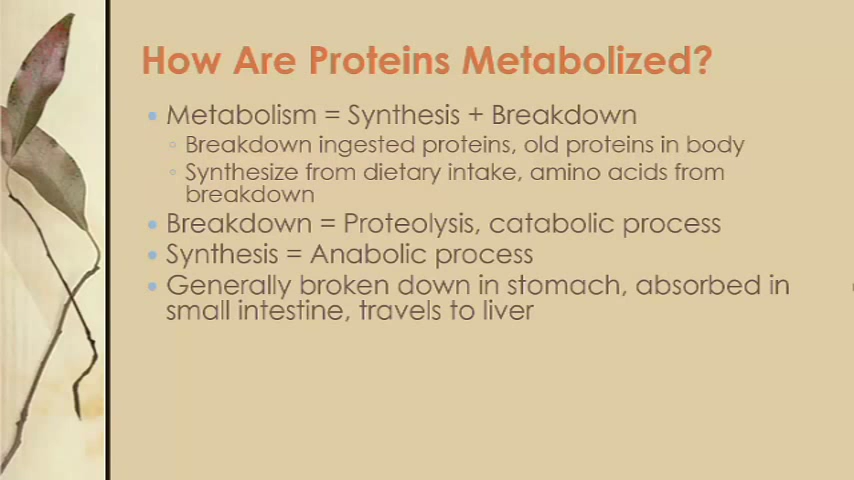 How Are Proteins Metabolized?
• Metabolism = Synthesis + Breakdown
◦ Breakdown ingested proteins, old proteins in body
◦ Synthesize from dietary intake, amino acids from
breakdown
• Breakdown = Proteolysis, catabolic process
• Synthesis = Anabolic process
• Generally broken down in stomach, absorbed in
small intestine, travels to liver